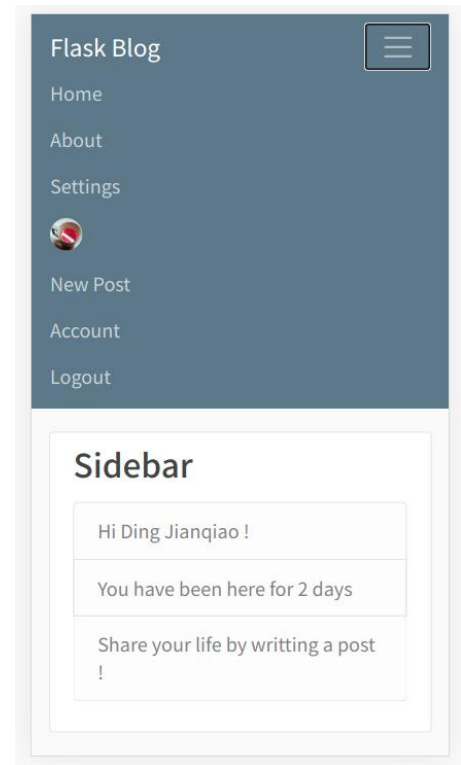 Flask Blog
Home
About
Settings
New Post
Account
Logout
Sidebar
Hi Ding Jianqiao !
You have been here for 2 days
Share your life by writting a post
!